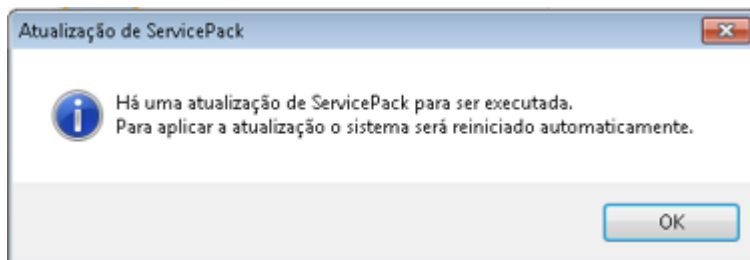 Atualização de ServicePack
Há uma atualização de ServicePack para ser executada.
Para aplicar a atualização o sistema será reiniciado automaticamente.
OK